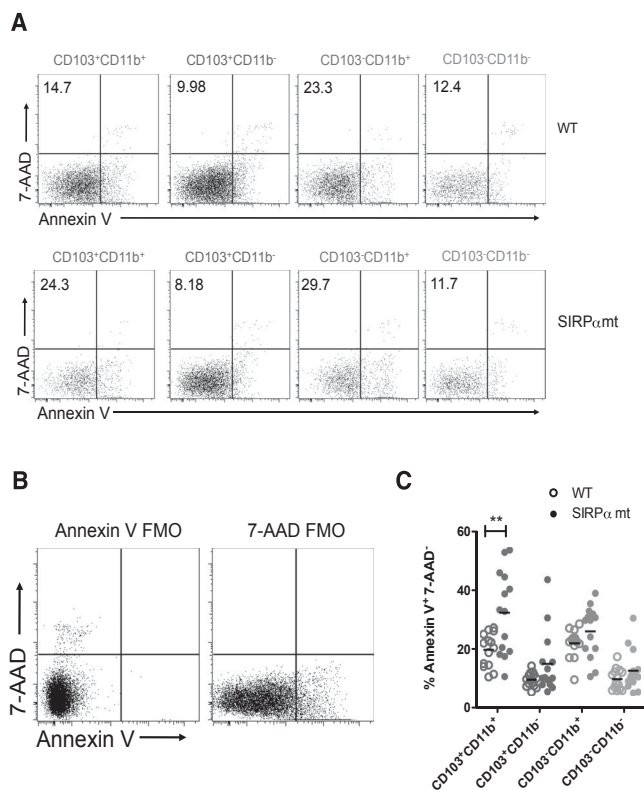 A
CD103⁺CD11b⁺ CD103⁺CD11b⁻ CD103⁻CD11b⁺ CD103⁻CD11b⁻
14.7 9.98 23.3 12.4
WT
7-AAD
Annexin V
CD103⁺CD11b⁺ CD103⁺CD11b⁻ CD103⁻CD11b⁺ CD103⁻CD11b⁻
24.3 8.18 29.7 11.7
SIRPαmt
7-AAD
Annexin V
B
Annexin V FMO 7-AAD FMO
7-AAD
Annexin V
C
WT
SIRPα mt
**
% Annexin V⁺ 7-AAD⁻
60
40
20
0
CD103⁺CD11b⁺
CD103⁺CD11b⁻
CD103⁻CD11b⁺
CD103⁻CD11b⁻